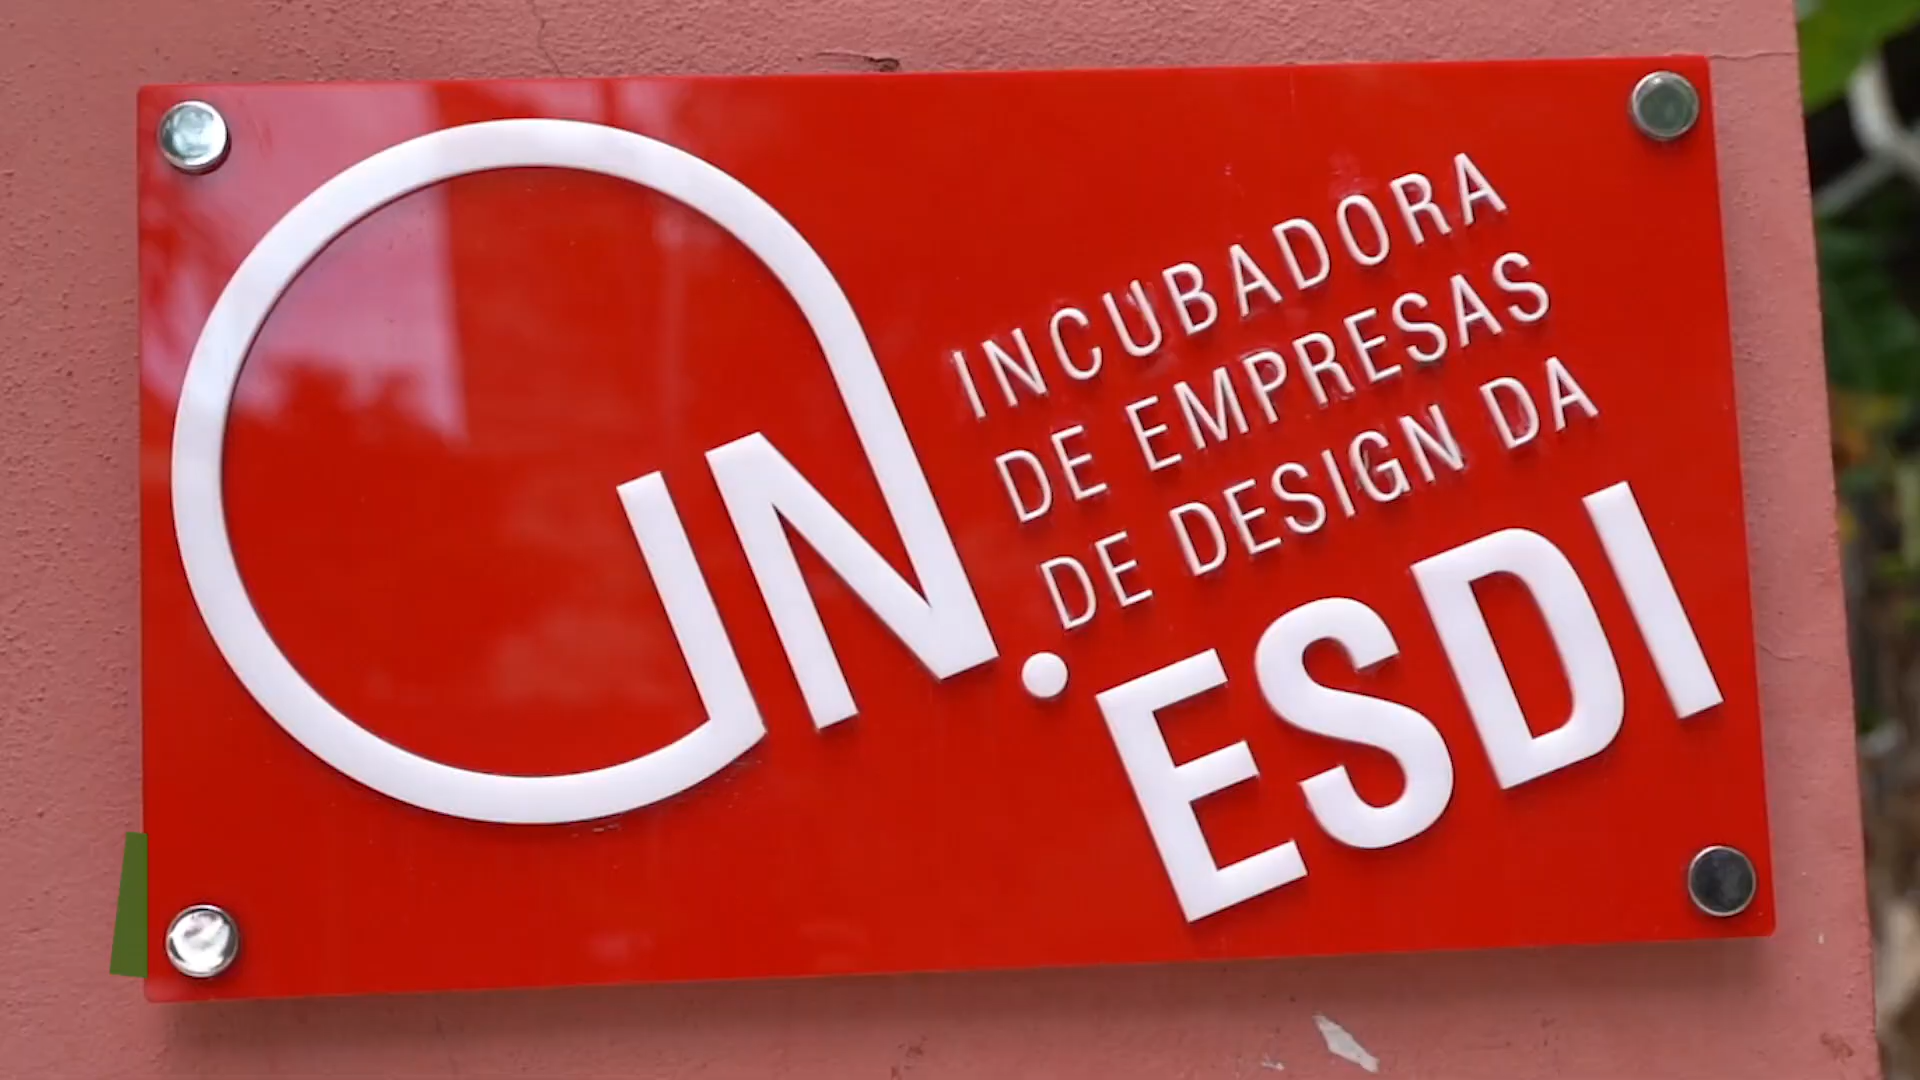 IN.
INCUBADORA
DE EMPRESAS
DE DESIGN DA
ESDI